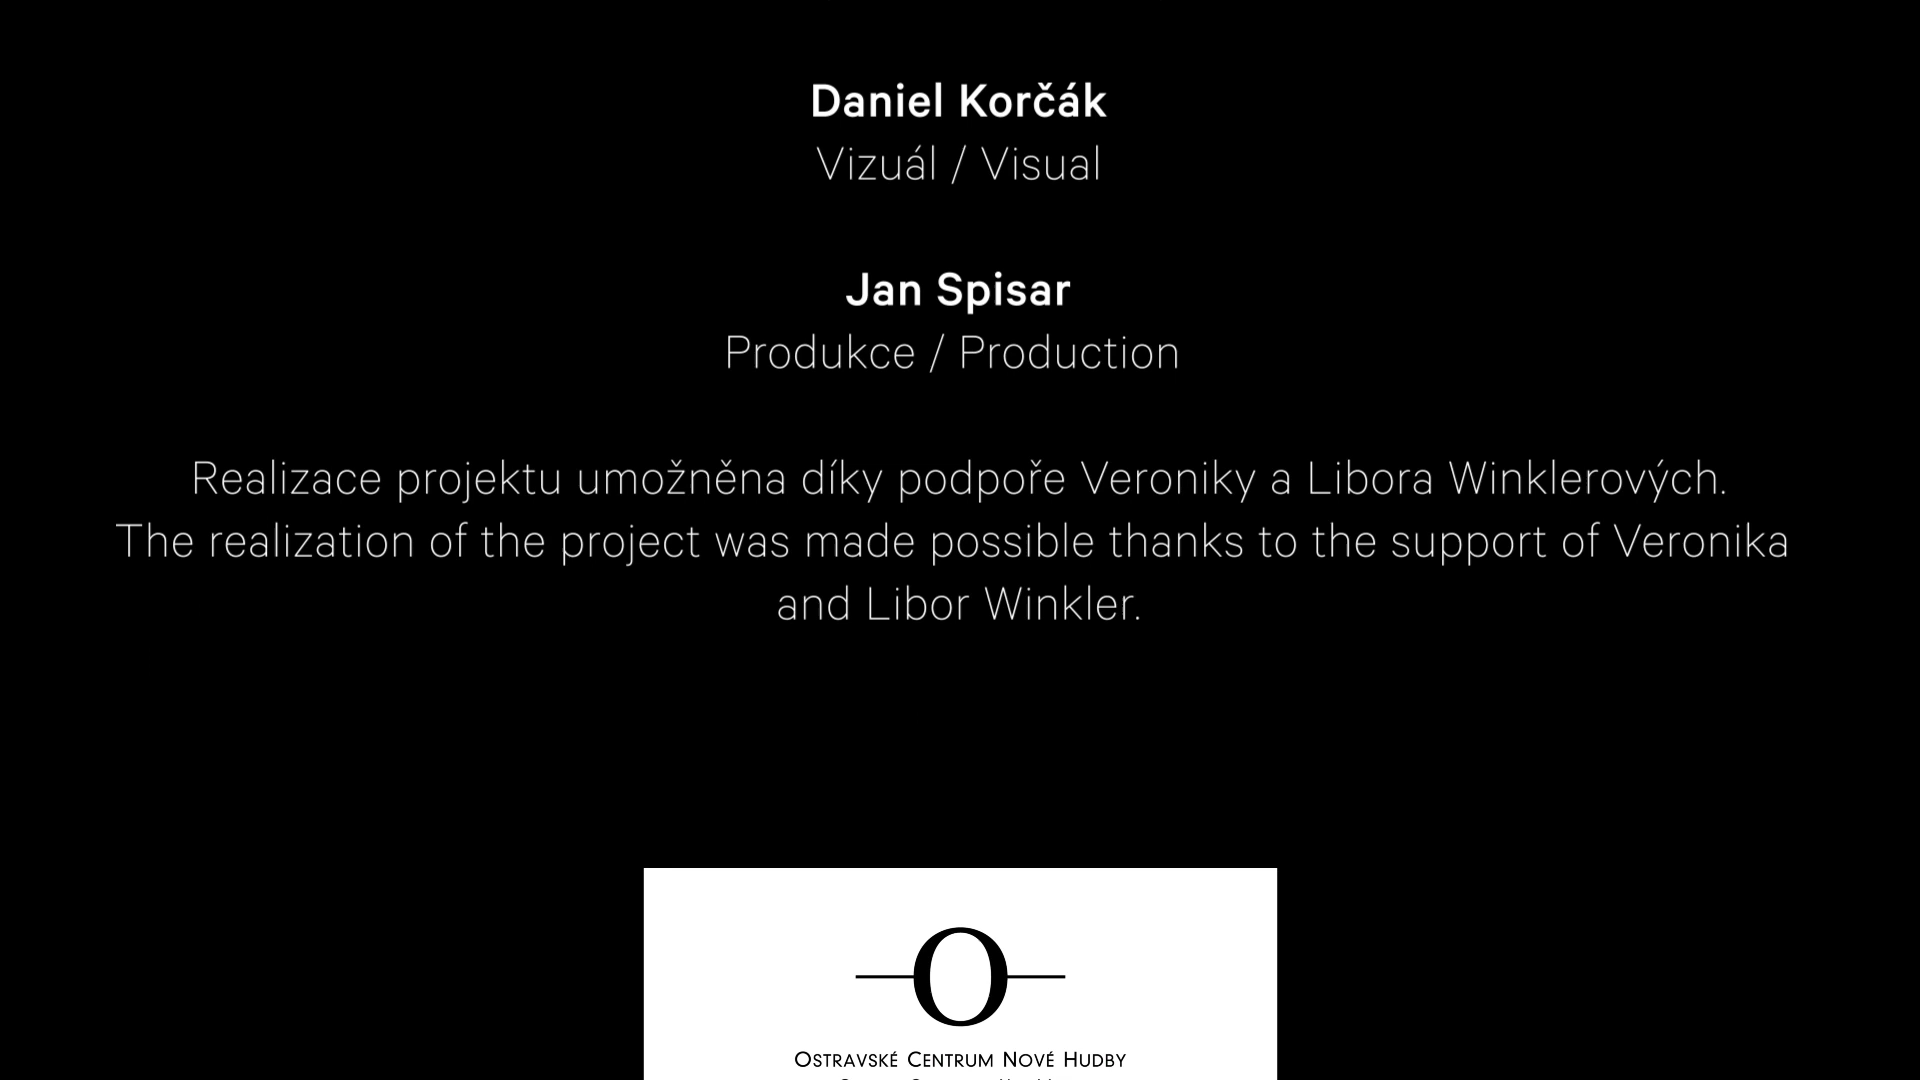 Daniel Korčák
Vizuál / Visual
Jan Spisar
Produkce / Production
Realizace projektu umožněna díky podpoře Veroniky a Libora Winklerových.
The realization of the project was made possible thanks to the support of Veronika
and Libor Winkler.
O
OSTRAVSKÉ CENTRUM NOVÉ HUDBY